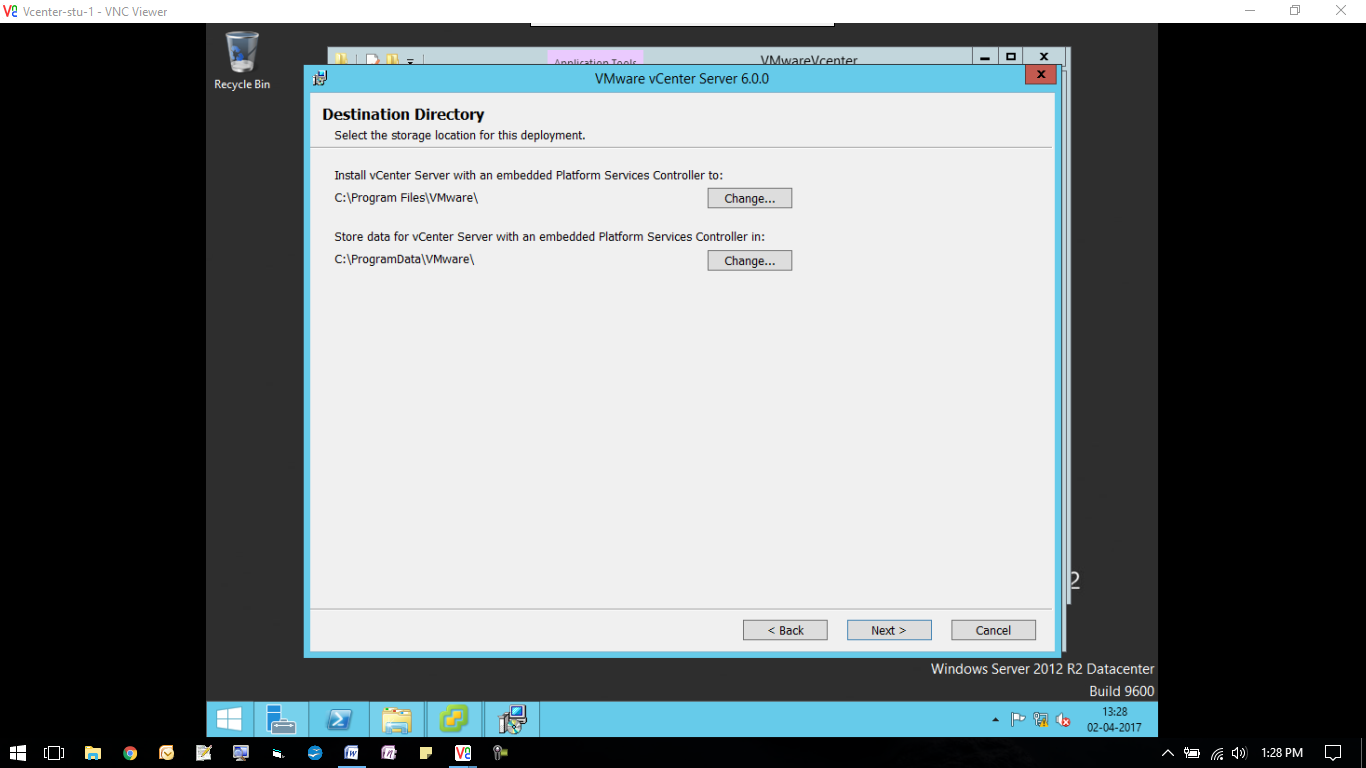 Vcenter-stu-1 - VNC Viewer
Recycle Bin
Application Tools
VMwareVcenter
VMware vCenter Server 6.0.0
Destination Directory
Select the storage location for this deployment.
Install vCenter Server with an embedded Platform Services Controller to:
C:\Program Files\VMware\
Change...
Store data for vCenter Server with an embedded Platform Services Controller in:
C:\ProgramData\VMware\
Change...
2
< Back
Next >
Cancel
Windows Server 2012 R2 Datacenter
Build 9600
13:28
02-04-2017
1:28 PM